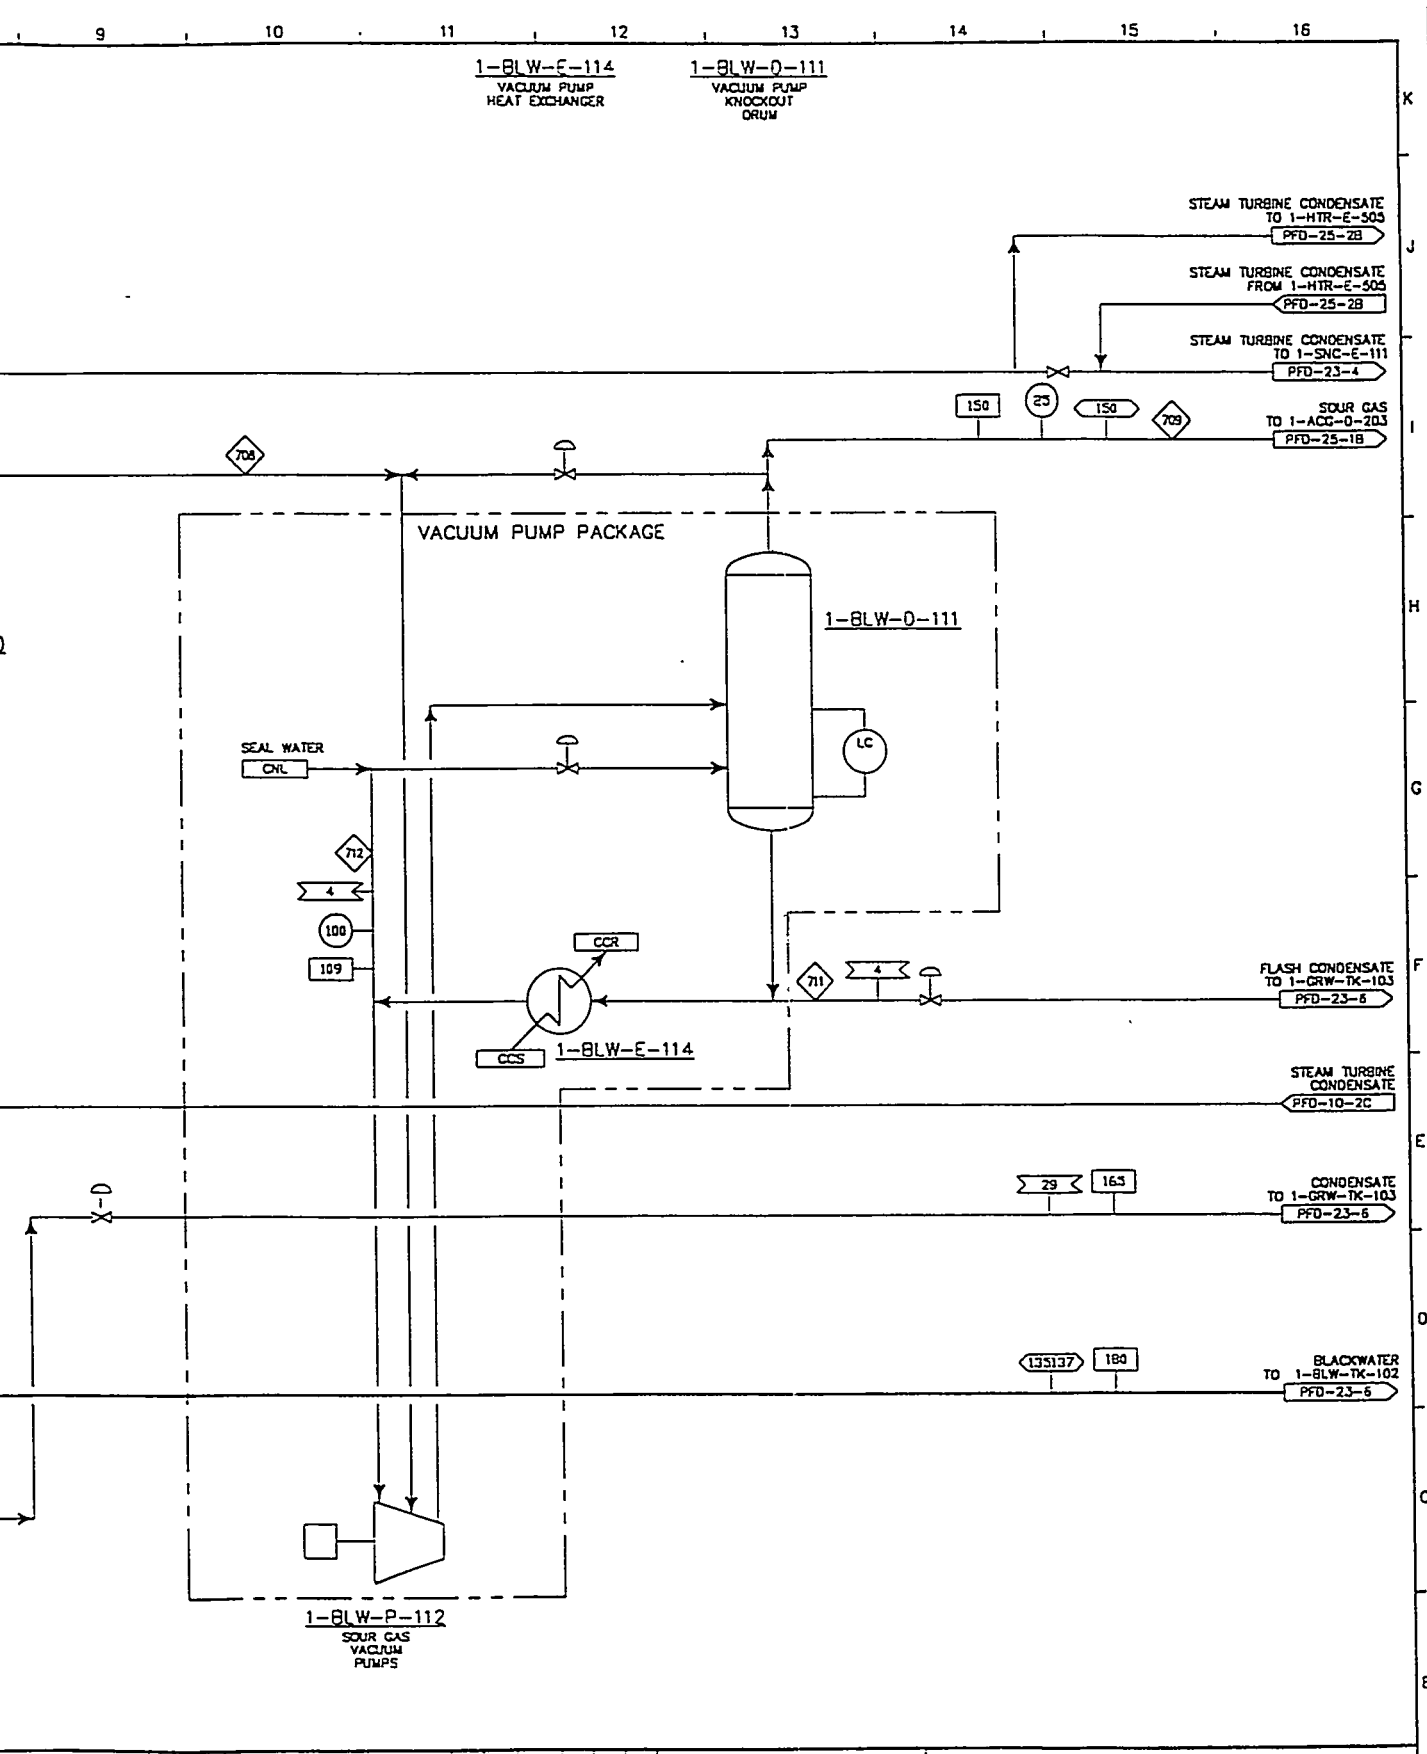 9 10 11 12 13 14 15 16
1-BLW-E-114
VACUUM PUMP
HEAT EXCHANGER
1-BLW-D-111
VACUUM PUMP
KNOCKOUT
DRUM
K
STEAM TURBINE CONDENSATE
TO 1-HTR-E-505
PFD-25-2B
J
STEAM TURBINE CONDENSATE
FROM 1-HTR-E-505
PFD-25-2B
STEAM TURBINE CONDENSATE
TO 1-SNC-E-111
PFD-23-4
150
25
150
709
SOUR GAS
TO 1-ACG-D-203
PFD-25-1B
I
708
VACUUM PUMP PACKAGE
H
1-BLW-D-111
SEAL WATER
CNL
LC
G
712
4
100
109
CCR
CCS
1-BLW-E-114
711
4
FLASH CONDENSATE
TO 1-GRW-TK-103
PFD-23-6
F
STEAM TURBINE
CONDENSATE
PFD-10-2C
E
29
165
CONDENSATE
TO 1-GRW-TK-103
PFD-23-6
D
135137
180
BLACKWATER
TO 1-BLW-TK-102
PFD-23-6
C
1-BLW-P-112
SOUR GAS
VACUUM
PUMPS